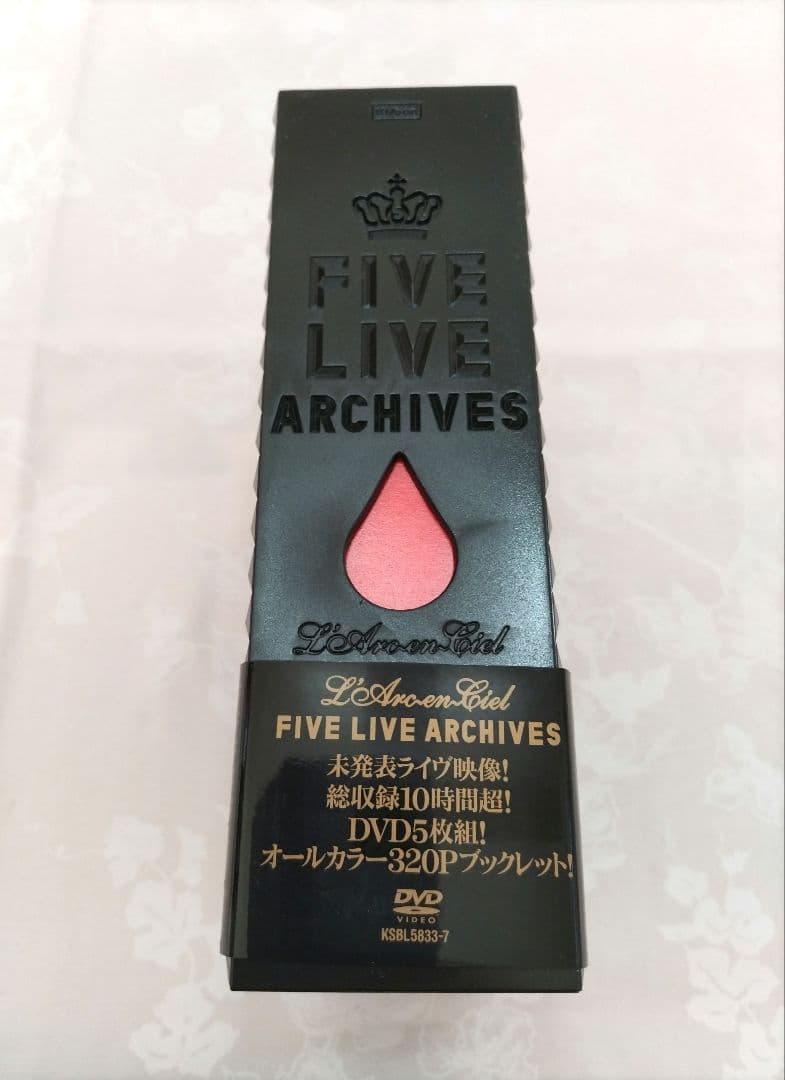 FIVE
LIVE
ARCHIVES
L'Arc~en~Ciel
L'Arc~en~Ciel
FIVE LIVE ARCHIVES
未発表ライヴ映像!
総収録10時間超!
DVD5枚組!
オールカラー320Pブックレット!
DVD
VIDEO
KSBL5833-7